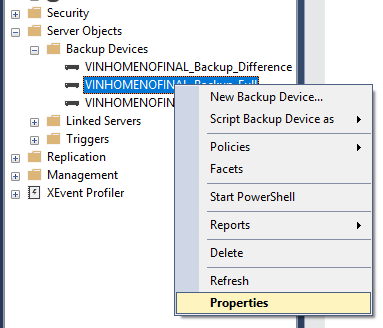 Security
Server Objects
Backup Devices
VINHOMENOFINAL_Backup_Difference
VINHOMENOFINAL_Backup_Full
VINHOMENOFI
New Backup Device...
Script Backup Device as
Linked Servers
Triggers
Policies
Facets
Replication
Management
XEvent Profiler
Start PowerShell
Reports
Delete
Refresh
Properties